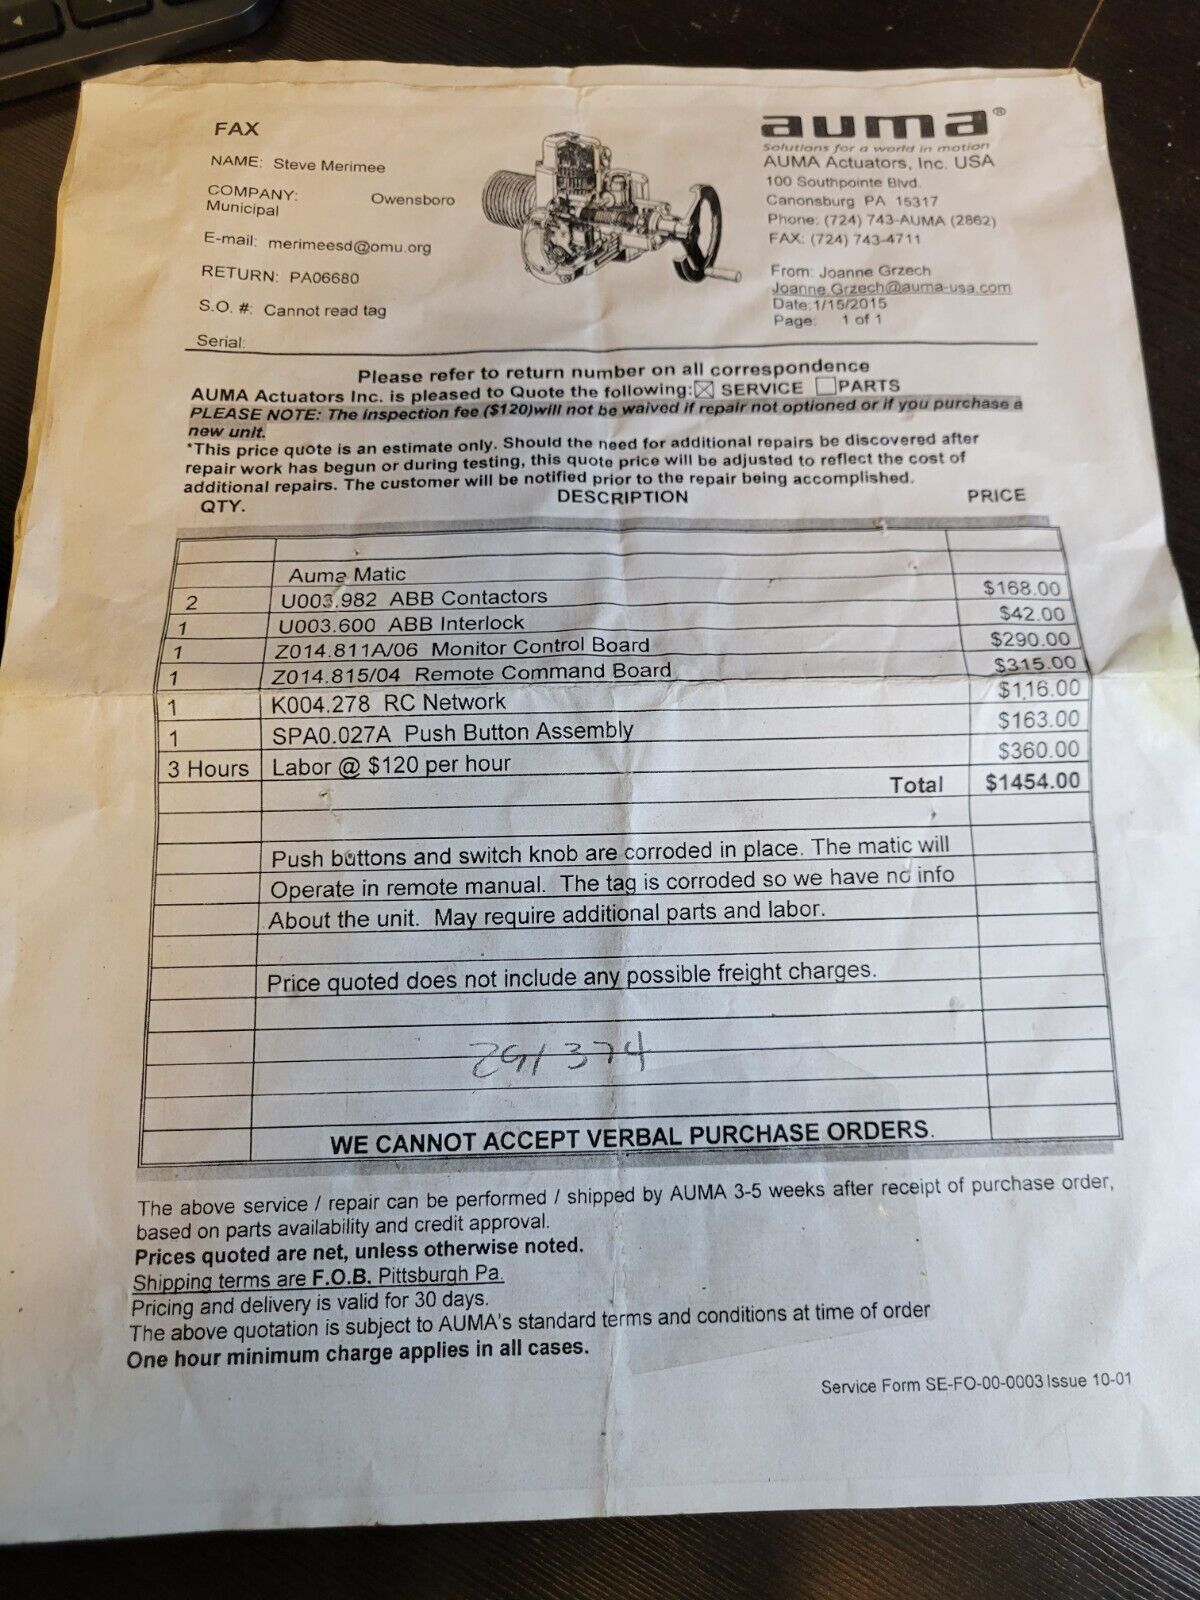 FAX
NAME: Steve Merimee
COMPANY: Owensboro
Municipal
E-mail: merimeesd@omu.org
RETURN: PA06680
S.O. #: Cannot read tag
Serial:
auma®
Solutions for a world in motion
AUMA Actuators, Inc. USA
100 Southpointe Blvd.
Canonsburg PA 15317
Phone: (724) 743-AUMA (2862)
FAX: (724) 743-4711
From: Joanne Grzech
Joanne.Grzech@auma-usa.com
Date:1/15/2015
Page: 1 of 1
Please refer to return number on all correspondence
AUMA Actuators Inc. is pleased to Quote the following: SERVICE PARTS
PLEASE NOTE: The inspection fee ($120)will not be waived if repair not optioned or if you purchase a
new unit.
*This price quote is an estimate only. Should the need for additional repairs be discovered after
repair work has begun or during testing, this quote price will be adjusted to reflect the cost of
additional repairs. The customer will be notified prior to the repair being accomplished.
QTY. DESCRIPTION PRICE
Auma Matic
2 U003.982 ABB Contactors $168.00
1 U003.600 ABB Interlock $42.00
1 Z014.811A/06 Monitor Control Board $290.00
1 Z014.815/04 Remote Command Board $315.00
1 K004.278 RC Network $116.00
1 SPA0.027A Push Button Assembly $163.00
3 Hours Labor @ $120 per hour $360.00
Total $1454.00
Push buttons and switch knob are corroded in place. The matic will
Operate in remote manual. The tag is corroded so we have no info
About the unit. May require additional parts and labor.
Price quoted does not include any possible freight charges.
WE CANNOT ACCEPT VERBAL PURCHASE ORDERS.
The above service / repair can be performed / shipped by AUMA 3-5 weeks after receipt of purchase order,
based on parts availability and credit approval.
Prices quoted are net, unless otherwise noted.
Shipping terms are F.O.B. Pittsburgh Pa.
Pricing and delivery is valid for 30 days.
The above quotation is subject to AUMA's standard terms and conditions at time of order
One hour minimum charge applies in all cases.
Service Form SE-FO-00-0003 Issue 10-01